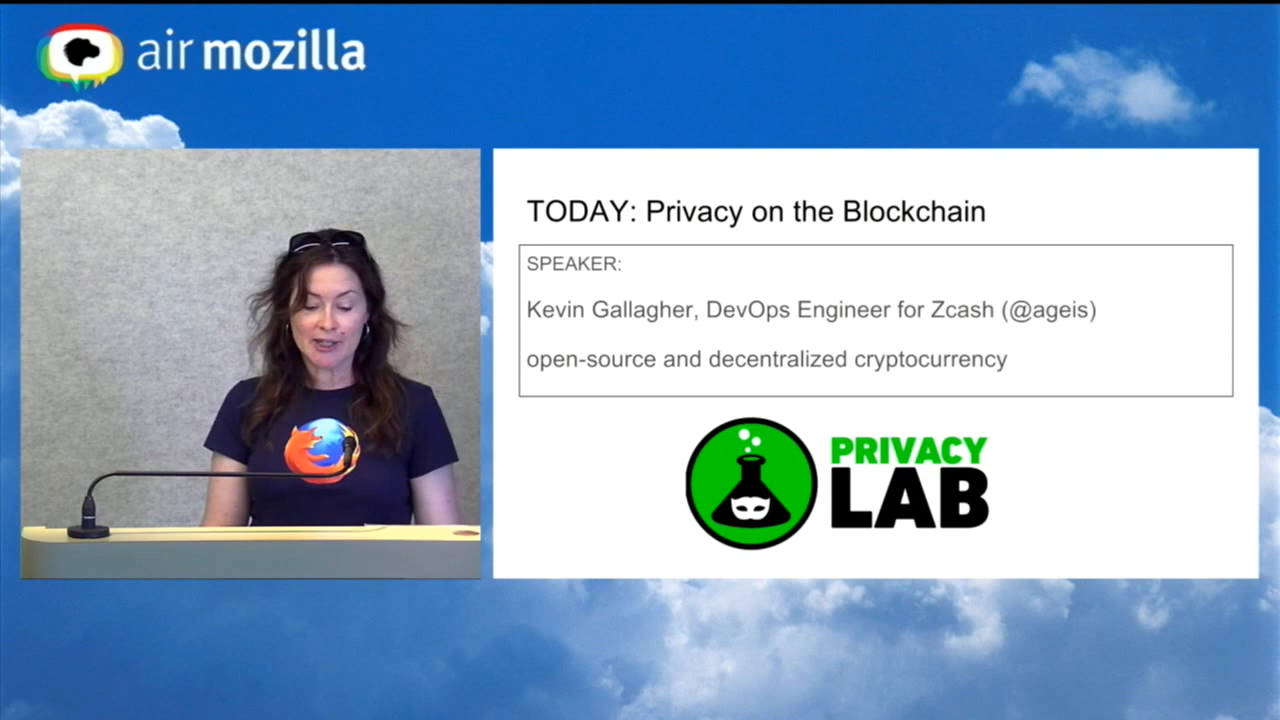 air mozilla
TODAY: Privacy on the Blockchain
SPEAKER:
Kevin Gallagher, DevOps Engineer for Zcash (@ageis)
open-source and decentralized cryptocurrency
PRIVACY
LAB